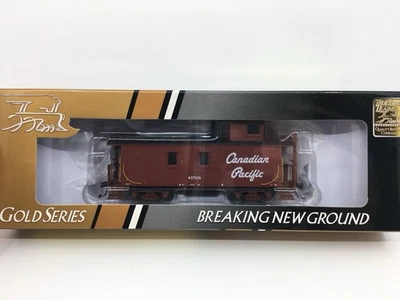 Canadian
Pacific
GOLD SERIES
BREAKING NEW GROUND